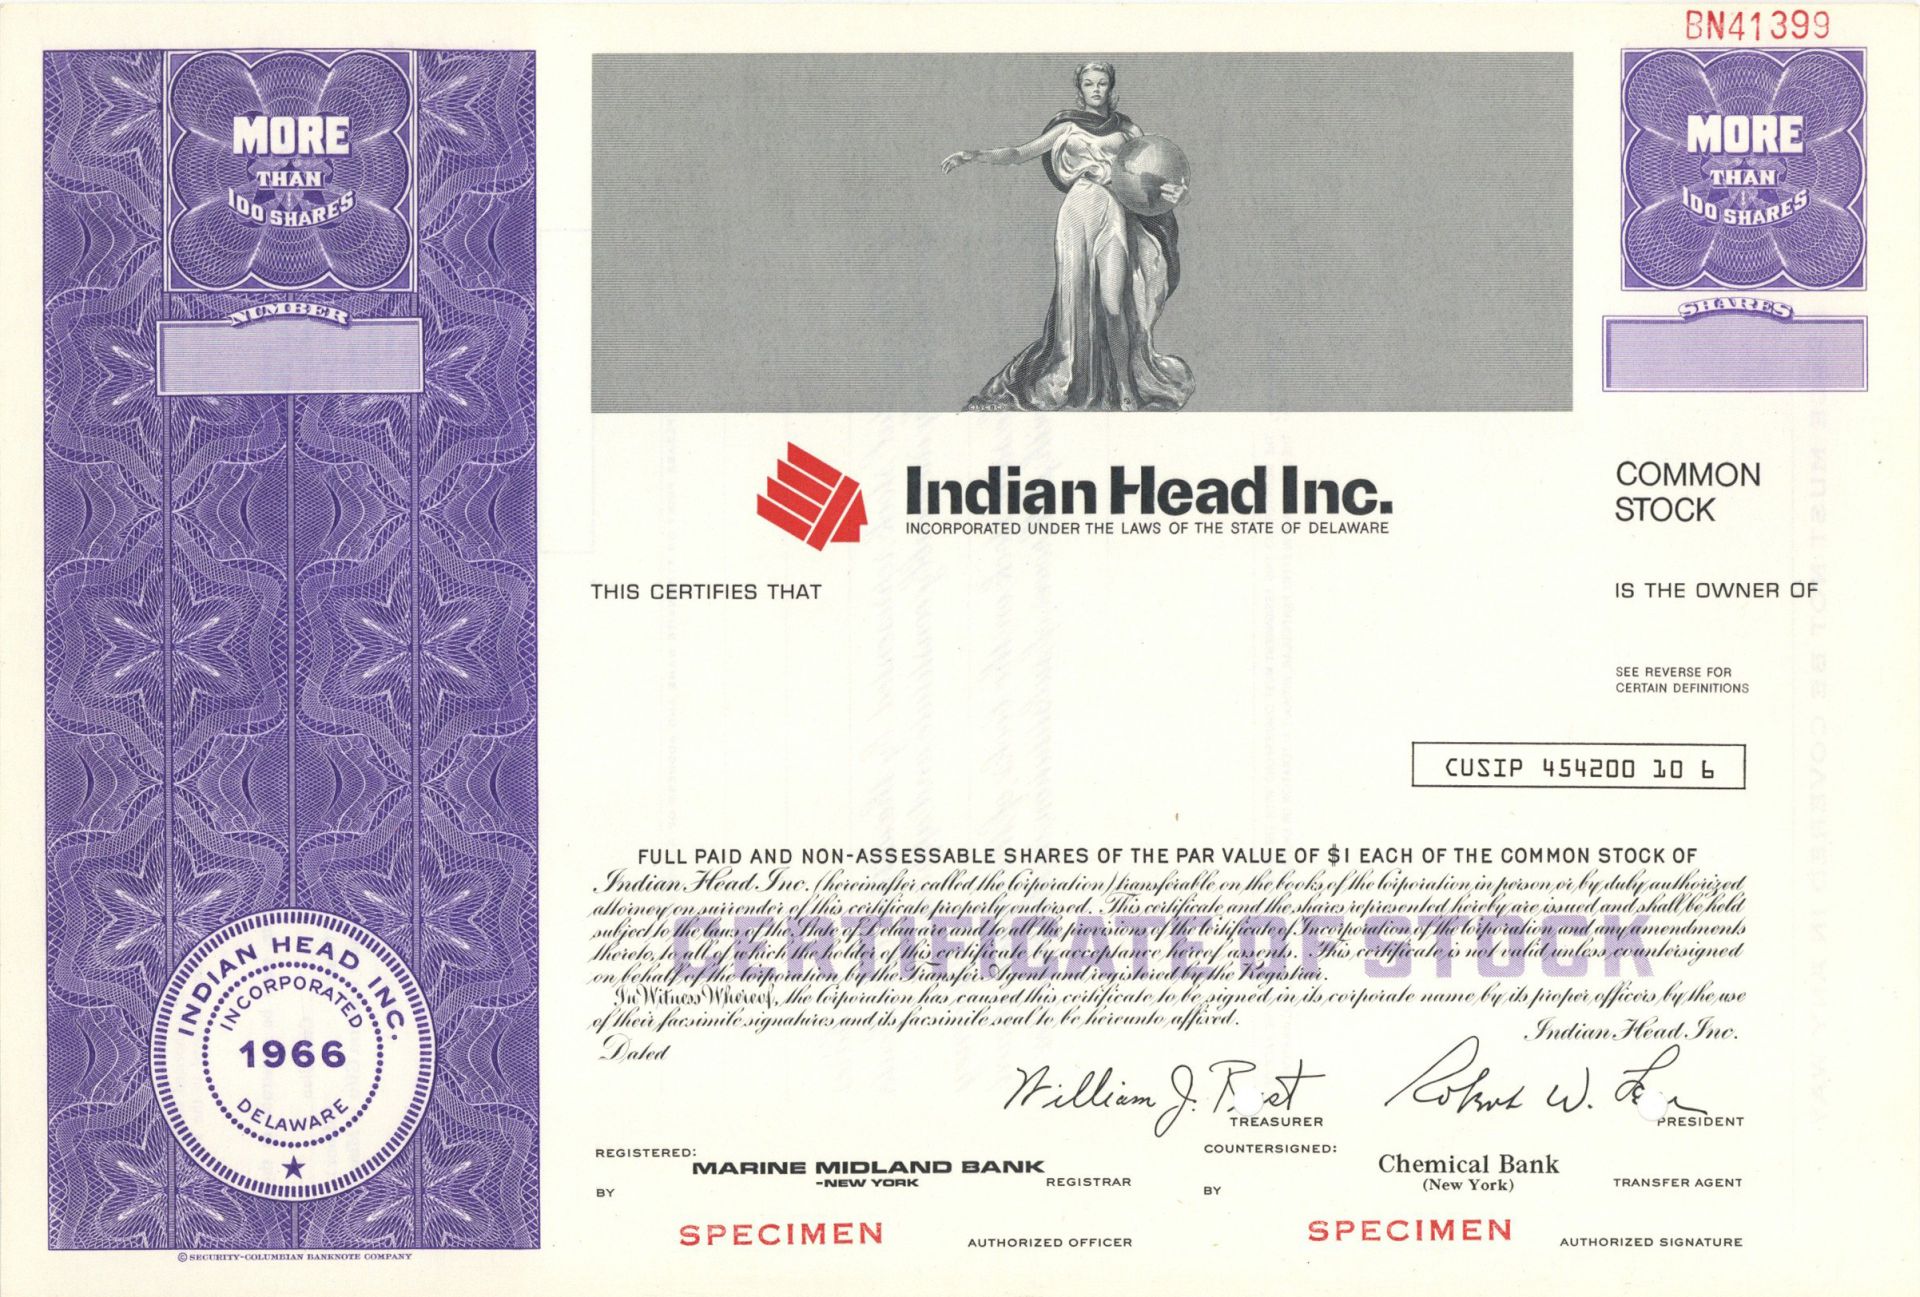 BN41399
MORE
THAN
100 SHARES
NUMBER
MORE
THAN
100 SHARES
SHARES
Indian Head Inc.
INCORPORATED UNDER THE LAWS OF THE STATE OF DELAWARE
COMMON
STOCK
THIS CERTIFIES THAT
IS THE OWNER OF
SEE REVERSE FOR
CERTAIN DEFINITIONS
CUSIP 454200 10 6
FULL PAID AND NON-ASSESSABLE SHARES OF THE PAR VALUE OF $1 EACH OF THE COMMON STOCK OF
Indian Head Inc. (hereinafter called the Corporation) transferable on the books of the Corporation in person or by duly authorized
attorney on surrender of this certificate properly endorsed. This certificate and the shares represented hereby are issued and shall be held
subject to the laws of the State of Delaware and to all the provisions of the Certificate of Incorporation of the Corporation and any amendments
thereto, to all of which the holder of this certificate by acceptance hereof assents. This certificate is not valid unless countersigned
on behalf of the Corporation by the Transfer Agent and registered by the Registrar.
CERTIFICATE OF STOCK
In Witness Whereof, the Corporation has caused this certificate to be signed in its corporate name by its proper officers by the use
of their facsimile signatures and its facsimile seal to be hereunto affixed.
Indian Head Inc.
Dated
William J.
TREASURER
Robert W.
PRESIDENT
REGISTERED:
MARINE MIDLAND BANK
-NEW YORK
REGISTRAR
BY
SPECIMEN
AUTHORIZED OFFICER
COUNTERSIGNED:
Chemical Bank
(New York)
TRANSFER AGENT
BY
SPECIMEN
AUTHORIZED SIGNATURE
INDIAN HEAD INC.
INCORPORATED
1966
DELAWARE
© SECURITY-COLUMBIAN BANKNOTE COMPANY